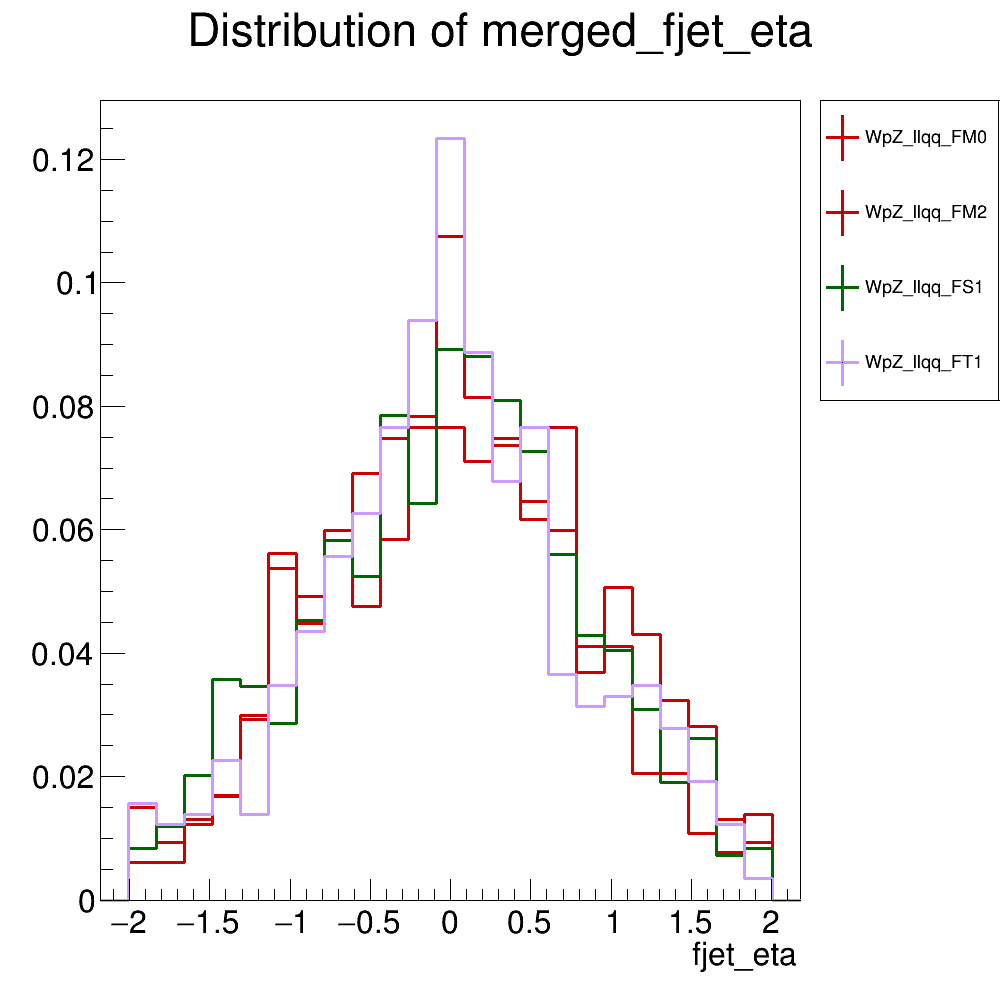 Distribution of merged_fjet_eta
WpZ_llqq_FM0
WpZ_llqq_FM2
WpZ_llqq_FS1
WpZ_llqq_FT1
0.12
0.1
0.08
0.06
0.04
0.02
0
−2 −1.5 −1 −0.5 0 0.5 1 1.5 2
fjet_eta